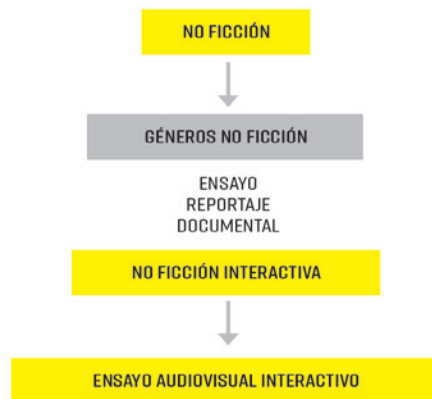 NO FICCIÓN
GÉNEROS NO FICCIÓN
ENSAYO
REPORTAJE
DOCUMENTAL
NO FICCIÓN INTERACTIVA
ENSAYO AUDIOVISUAL INTERACTIVO